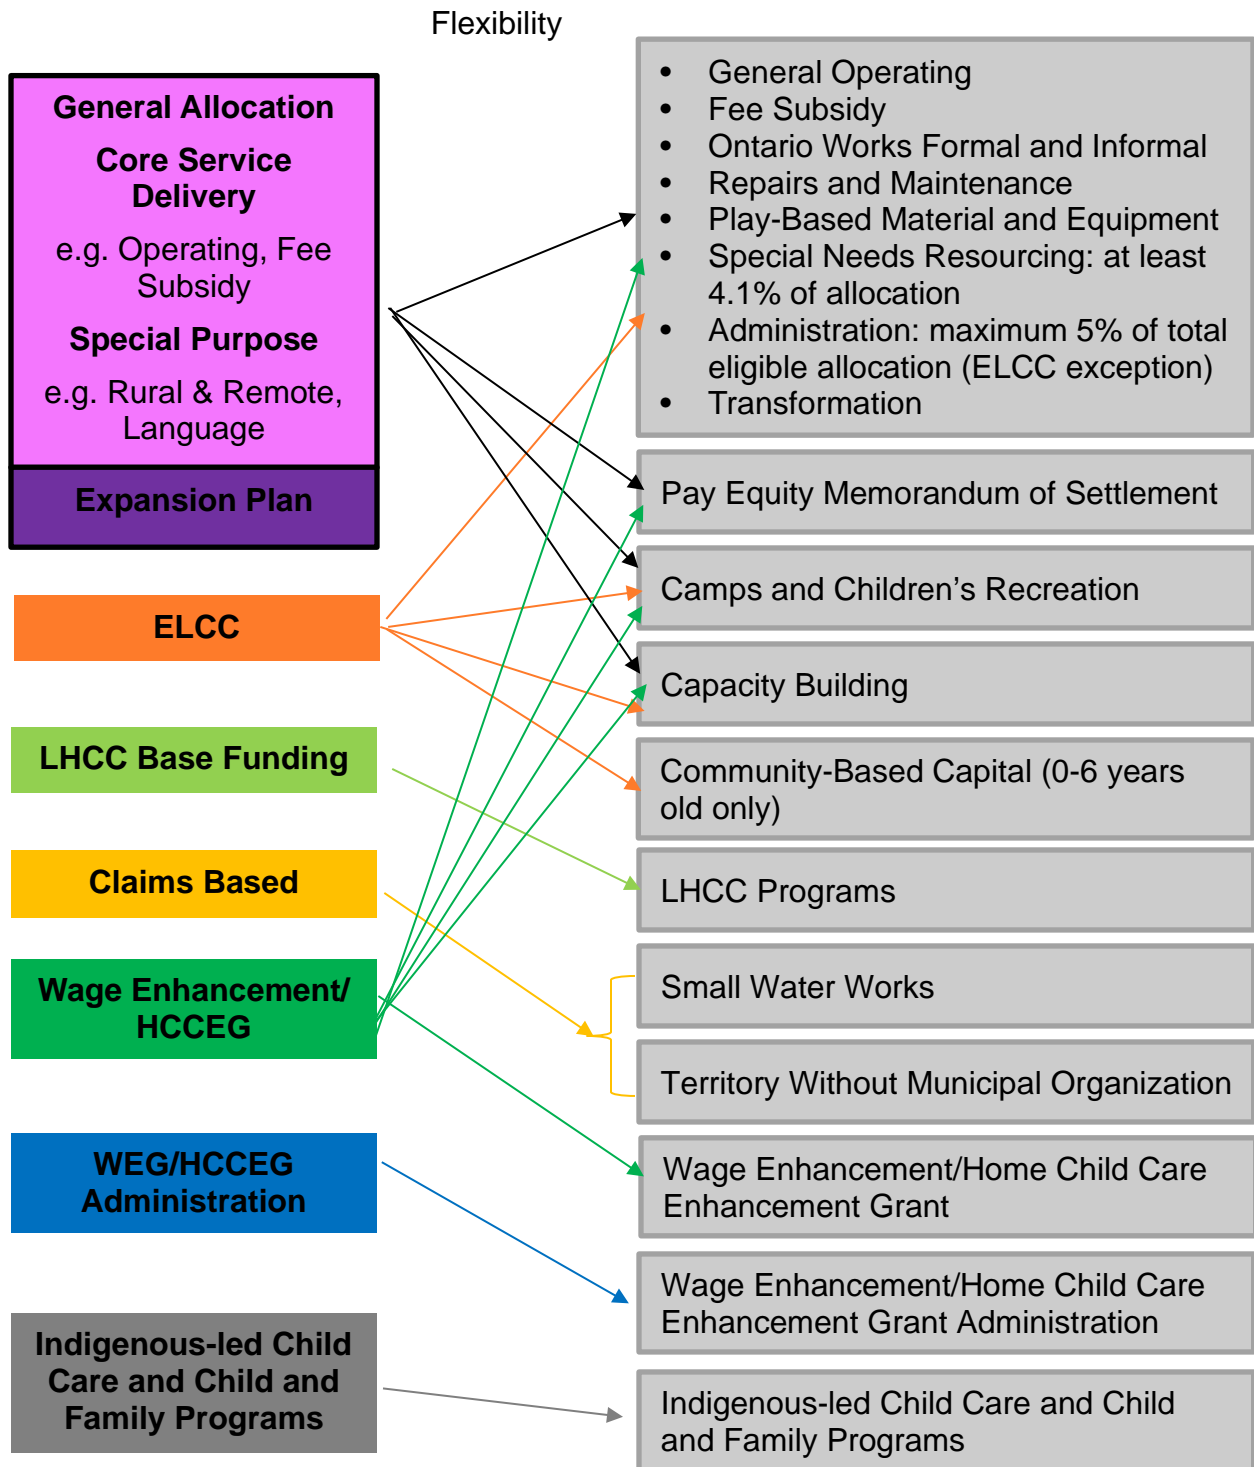 Flexibility
General Allocation
Core Service
Delivery
e.g. Operating, Fee
Subsidy
Special Purpose
e.g. Rural & Remote,
Language
Expansion Plan
ELCC
LHCC Base Funding
Claims Based
Wage Enhancement/
HCCEG
WEG/HCCEG
Administration
Indigenous-led Child
Care and Child and
Family Programs
• General Operating
• Fee Subsidy
• Ontario Works Formal and Informal
• Repairs and Maintenance
• Play-Based Material and Equipment
• Special Needs Resourcing: at least
4.1% of allocation
• Administration: maximum 5% of total
eligible allocation (ELCC exception)
• Transformation
Pay Equity Memorandum of Settlement
Camps and Children’s Recreation
Capacity Building
Community-Based Capital (0-6 years
old only)
LHCC Programs
Small Water Works
Territory Without Municipal Organization
Wage Enhancement/Home Child Care
Enhancement Grant
Wage Enhancement/Home Child Care
Enhancement Grant Administration
Indigenous-led Child Care and Child
and Family Programs